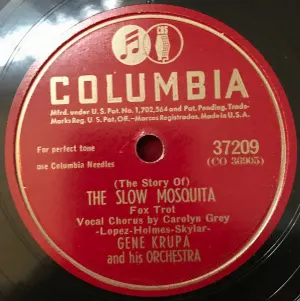 CBS
COLUMBIA
Mfrd. under U. S. Pat. No. 1,702,564 and Pat. Pending. Trade-
Marks Reg. U. S. Pat. Off.—Marcas Registradas. Made in U.S.A.
For perfect tone
use Columbia Needles
37209
(CO 36905)
(The Story Of)
THE SLOW MOSQUITA
Fox Trot
Vocal Chorus by Carolyn Grey
-Lopez-Holmes-Skylar-
GENE KRUPA
and his ORCHESTRA